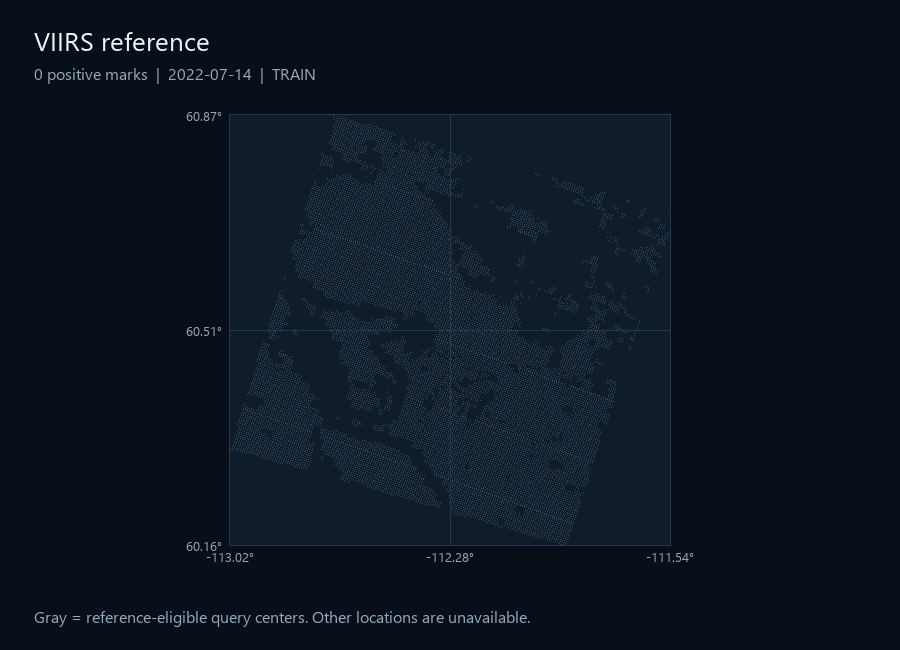 VIIRS reference
0 positive marks | 2022-07-14 | TRAIN
60.87°
60.51°
60.16°
-113.02°
-112.28°
-111.54°
Gray = reference-eligible query centers. Other locations are unavailable.